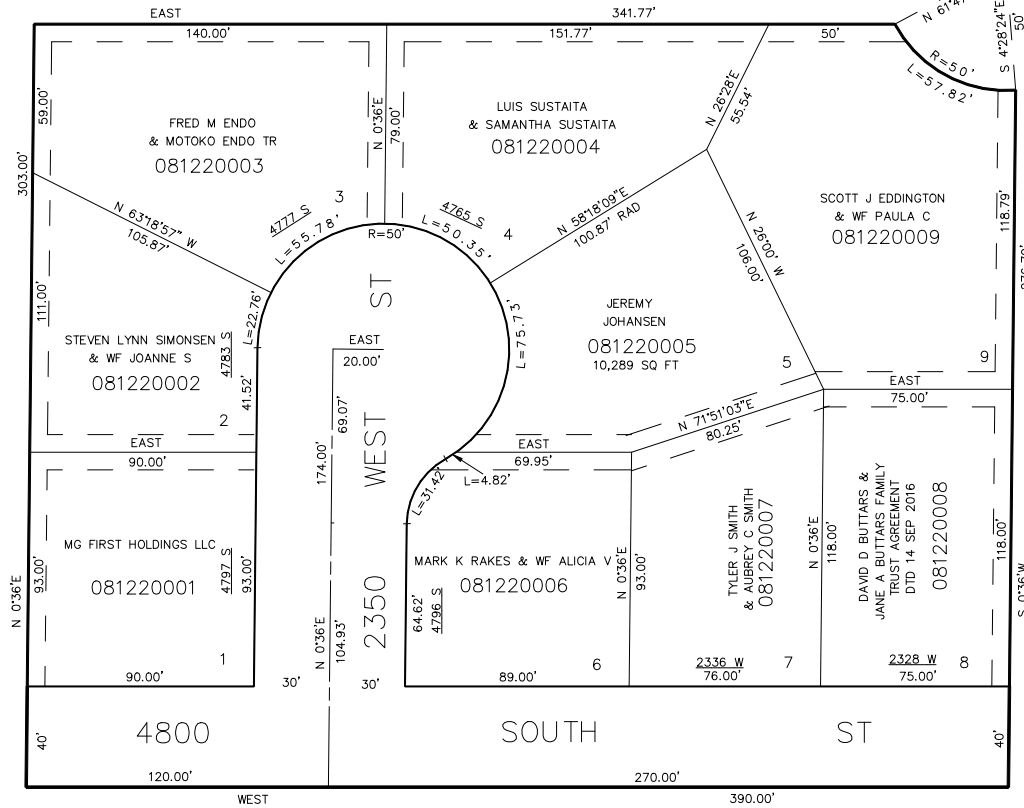 EAST
341.77'
N 61°47
S 4°28'24"E
50'
140.00'
151.77'
50'
R=50'
L=57.82'
59.00'
303.00'
N 0°36'E
79.00'
FRED M ENDO
& MOTOKO ENDO TR
081220003
3
LUIS SUSTAITA
& SAMANTHA SUSTAITA
081220004
4
N 26°28'E
55.54'
N 63°18'57" W
105.87'
4777 S
L=55.78'
R=50'
4765 S
L=50.35'
N 58°18'09"E
100.87' RAD
N 26°00' W
106.00'
SCOTT J EDDINGTON
& WF PAULA C
081220009
9
118.79'
111.00'
L=22.76'
STEVEN LYNN SIMONSEN
& WF JOANNE S
081220002
2
4783 S
41.52'
EAST
20.00'
L=75.73'
JEREMY
JOHANSEN
081220005
10,289 SQ FT
5
EAST
75.00'
N 71°51'03"E
80.25'
EAST
90.00'
69.07'
174.00'
EAST
69.95'
L=4.82'
L=31.42'
MG FIRST HOLDINGS LLC
081220001
1
N 0°36'E
93.00'
4797 S
93.00'
2350 WEST ST
N 0°36'E
104.93'
MARK K RAKES & WF ALICIA V
081220006
6
64.62'
4796 S
N 0°36'E
93.00'
TYLER J SMITH
& AUBREY C SMITH
081220007
7
N 0°36'E
118.00'
DAVID D BUTTARS &
JANE A BUTTARS FAMILY
TRUST AGREEMENT
DTD 14 SEP 2016
081220008
8
118.00'
S 0°36'W
90.00'
30'
30'
89.00'
2336 W
76.00'
2328 W
75.00'
40'
4800 SOUTH ST
40'
120.00'
270.00'
WEST
390.00'